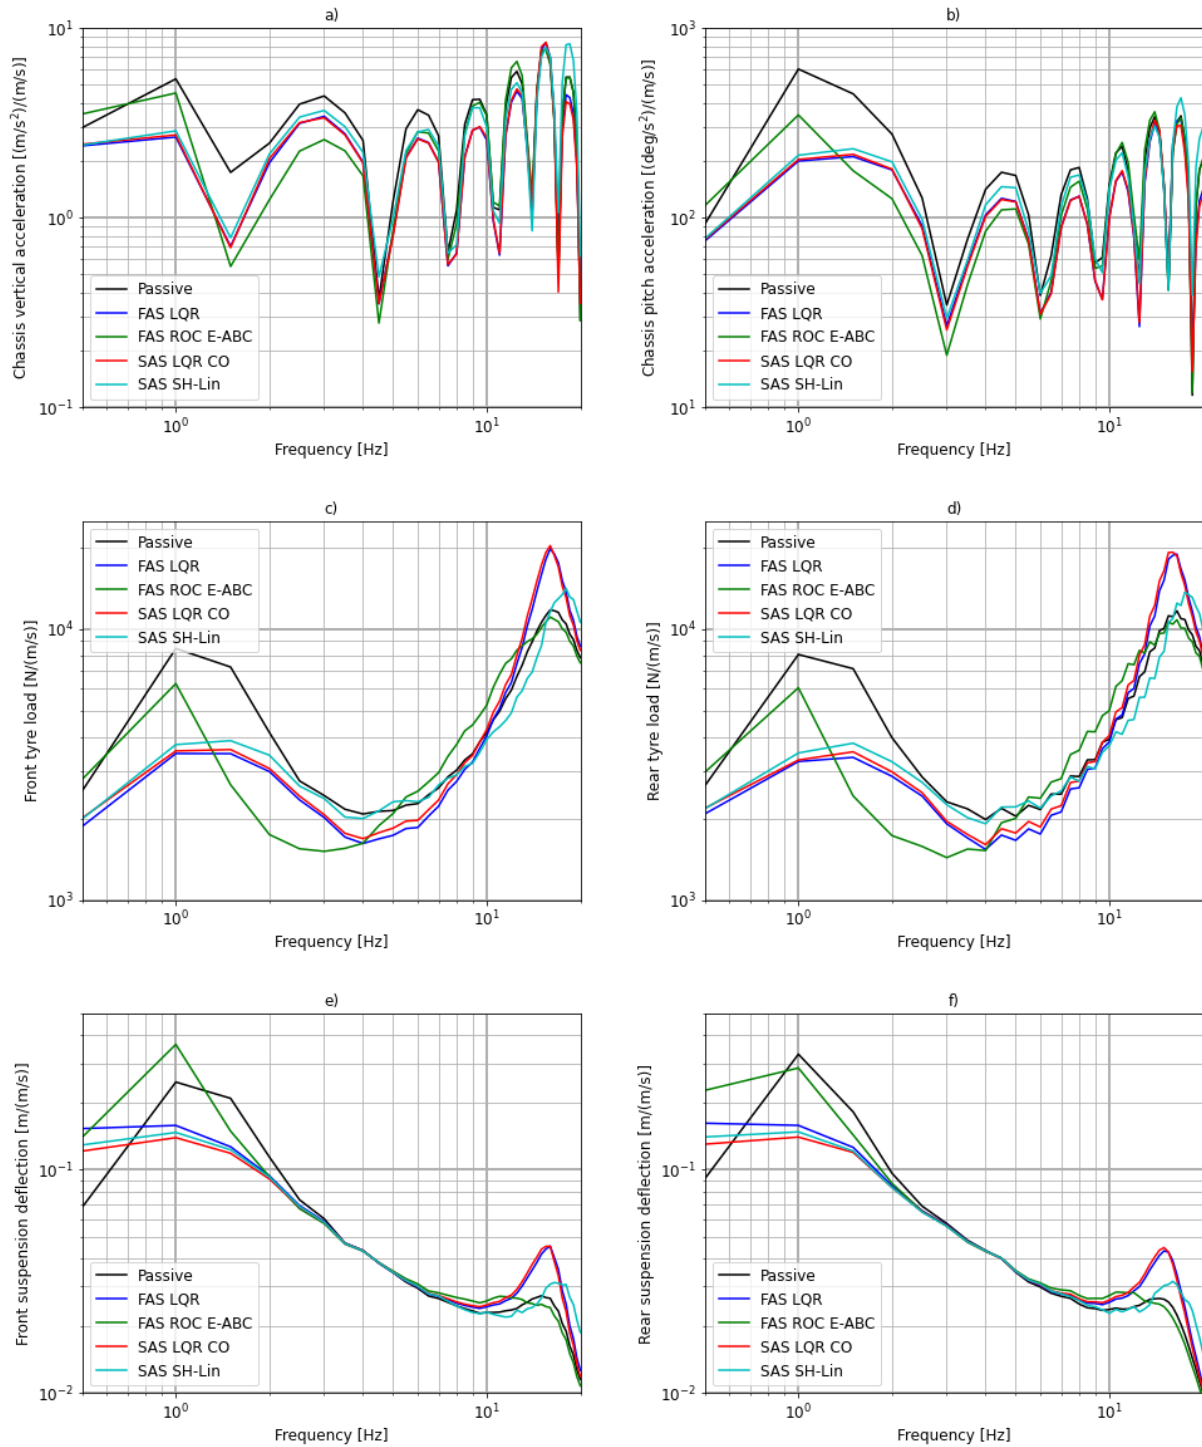 a)
10¹
10⁰
10⁻¹
Chassis vertical acceleration [(m/s²)/(m/s)]
Passive
FAS LQR
FAS ROC E-ABC
SAS LQR CO
SAS SH-Lin
10⁰ 10¹
Frequency [Hz]
b)
10³
10²
10¹
Chassis pitch acceleration [(deg/s²)/(m/s)]
Passive
FAS LQR
FAS ROC E-ABC
SAS LQR CO
SAS SH-Lin
10⁰ 10¹
Frequency [Hz]
c)
10⁴
10³
Front tyre load [N/(m/s)]
Passive
FAS LQR
FAS ROC E-ABC
SAS LQR CO
SAS SH-Lin
10⁰ 10¹
Frequency [Hz]
d)
10⁴
10³
Rear tyre load [N/(m/s)]
Passive
FAS LQR
FAS ROC E-ABC
SAS LQR CO
SAS SH-Lin
10⁰ 10¹
Frequency [Hz]
e)
10⁻¹
10⁻²
Front suspension deflection [m/(m/s)]
Passive
FAS LQR
FAS ROC E-ABC
SAS LQR CO
SAS SH-Lin
10⁰ 10¹
Frequency [Hz]
f)
10⁻¹
10⁻²
Rear suspension deflection [m/(m/s)]
Passive
FAS LQR
FAS ROC E-ABC
SAS LQR CO
SAS SH-Lin
10⁰ 10¹
Frequency [Hz]